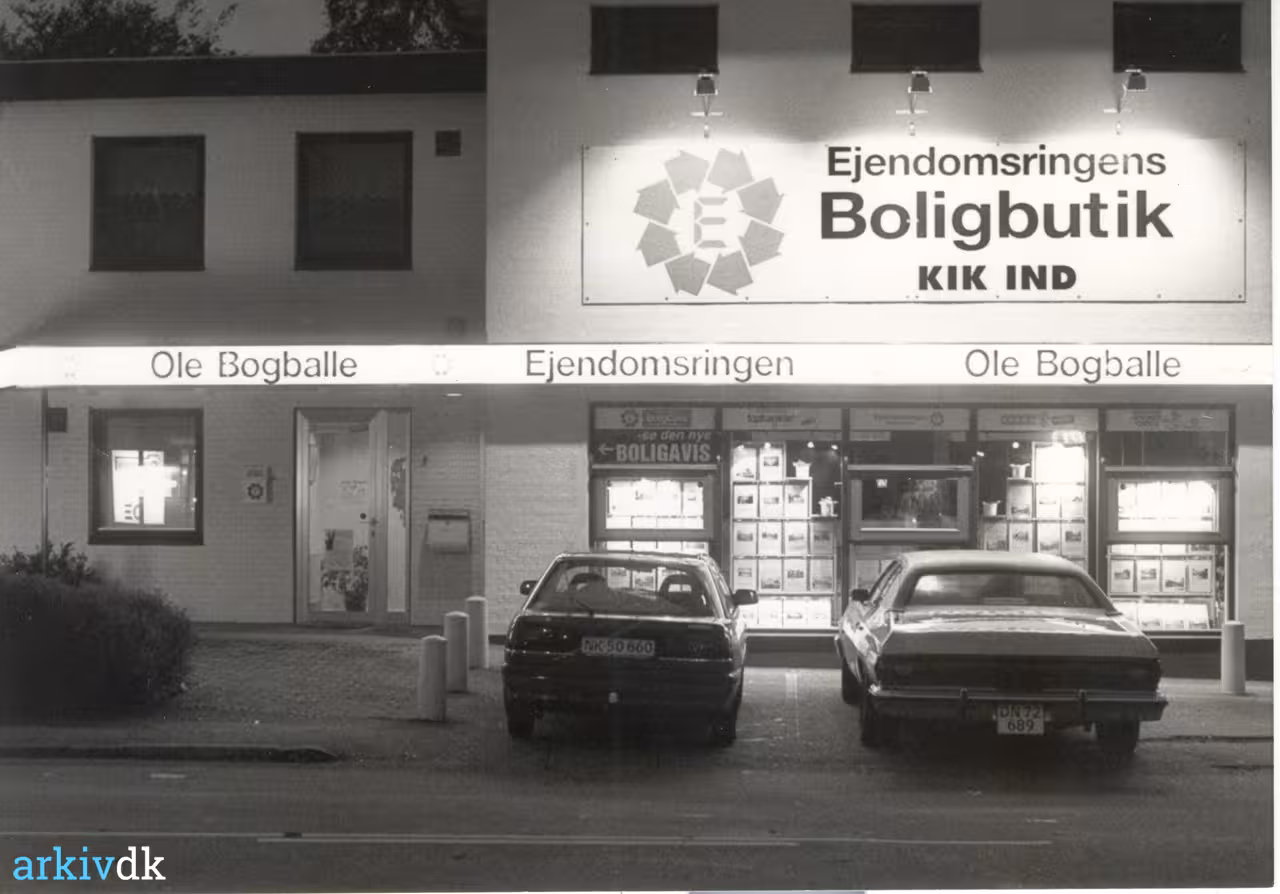 Ejendomsringens
Boligbutik
KIK IND
E
Ole Bogballe
Ejendomsringen
Ole Bogballe
se den nye
←BOLIGAVIS
NK 50 660
DN 72
689
arkivdk